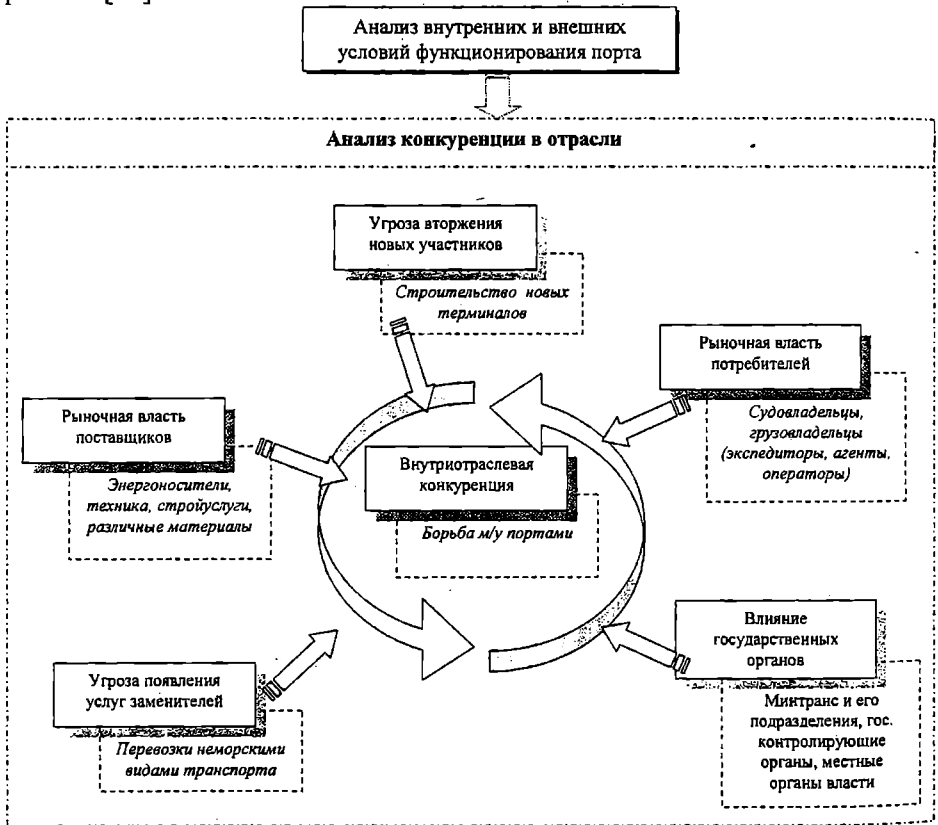 Анализ внутренних и внешних
условий функционирования порта
Анализ конкуренции в отрасли
Угроза вторжения
новых участников
Строительство новых
терминалов
Рыночная власть
потребителей
Судовладельцы,
грузовладельцы
(экспедиторы, агенты,
операторы)
Рыночная власть
поставщиков
Энергоносители,
техника, стройуслуги,
различные материалы
Внутриотраслевая
конкуренция
Борьба м/у портами
Влияние
государственных
органов
Минтранс и его
подразделения, гос.
контролирующие
органы, местные
органы власти
Угроза появления
услуг заменителей
Перевозки неморскими
видами транспорта